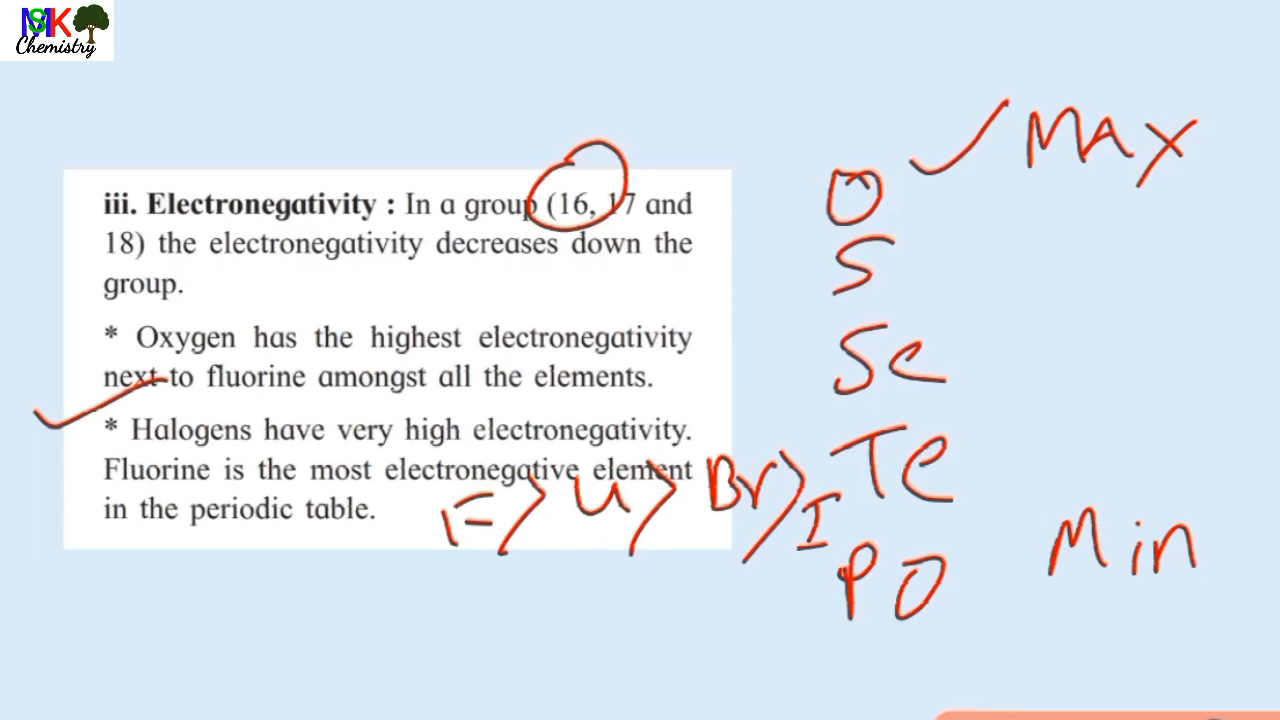 MSK
Chemistry
iii. Electronegativity : In a group (16, 17 and
18) the electronegativity decreases down the
group.
* Oxygen has the highest electronegativity
next to fluorine amongst all the elements.
* Halogens have very high electronegativity.
Fluorine is the most electronegative element
in the periodic table.
F > Cl > Br > I
O MAX
S
Se
Te
PO Min